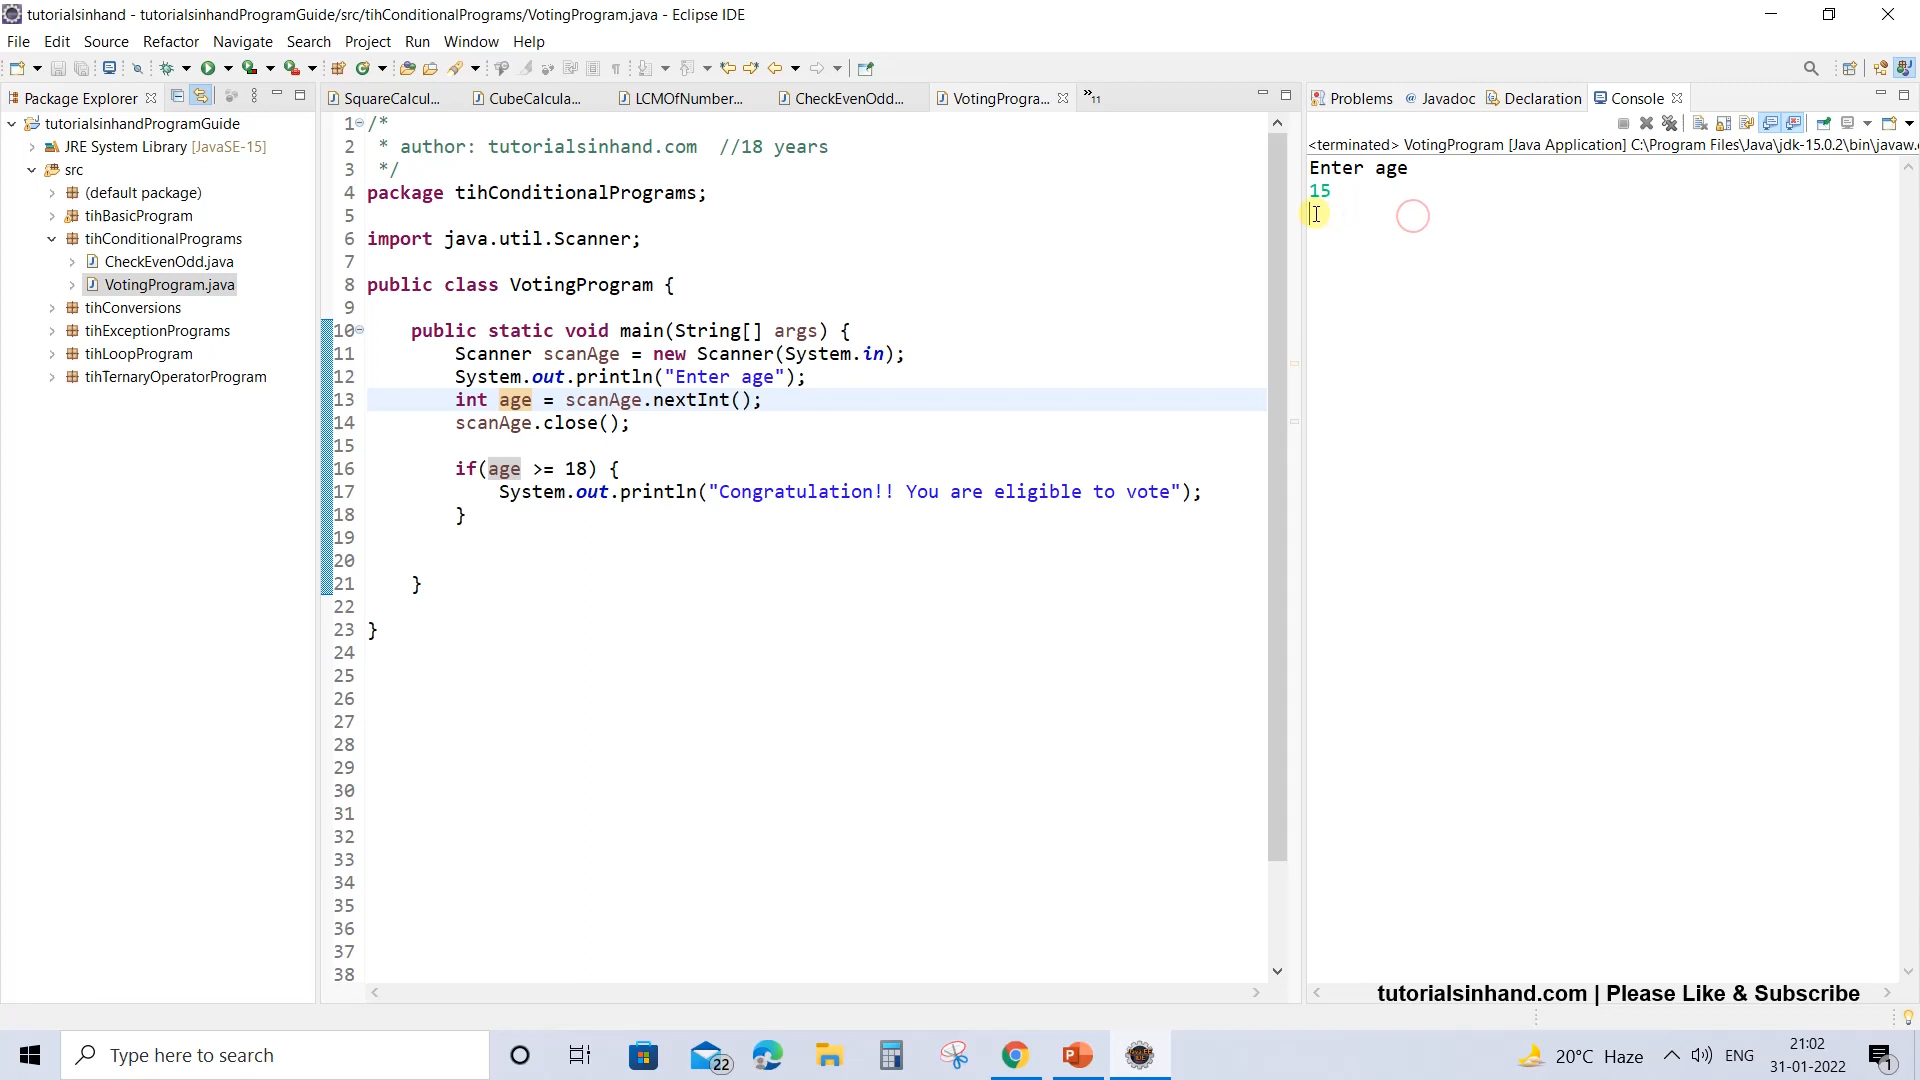 tutorialsinhand - tutorialsinhandProgramGuide/src/tihConditionalPrograms/VotingProgram.java - Eclipse IDE
File Edit Source Refactor Navigate Search Project Run Window Help
Package Explorer
tutorialsinhandProgramGuide
JRE System Library [JavaSE-15]
src
(default package)
tihBasicProgram
tihConditionalPrograms
CheckEvenOdd.java
VotingProgram.java
tihConversions
tihExceptionPrograms
tihLoopProgram
tihTernaryOperatorProgram
SquareCalcul... CubeCalcula... LCMOfNumber... CheckEvenOdd... VotingProgra... »11
1 /*
2 * author: tutorialsinhand.com //18 years
3 */
4 package tihConditionalPrograms;
5
6 import java.util.Scanner;
7
8 public class VotingProgram {
9
10 public static void main(String[] args) {
11 Scanner scanAge = new Scanner(System.in);
12 System.out.println("Enter age");
13 int age = scanAge.nextInt();
14 scanAge.close();
15
16 if(age >= 18) {
17 System.out.println("Congratulation!! You are eligible to vote");
18 }
19
20
21 }
22
23 }
24
25
26
27
28
29
30
31
32
33
34
35
36
37
38
Problems @ Javadoc Declaration Console
<terminated> VotingProgram [Java Application] C:\Program Files\Java\jdk-15.0.2\bin\javaw.e
Enter age
15
tutorialsinhand.com | Please Like & Subscribe
Type here to search
22
20°C Haze
ENG
21:02
31-01-2022
1